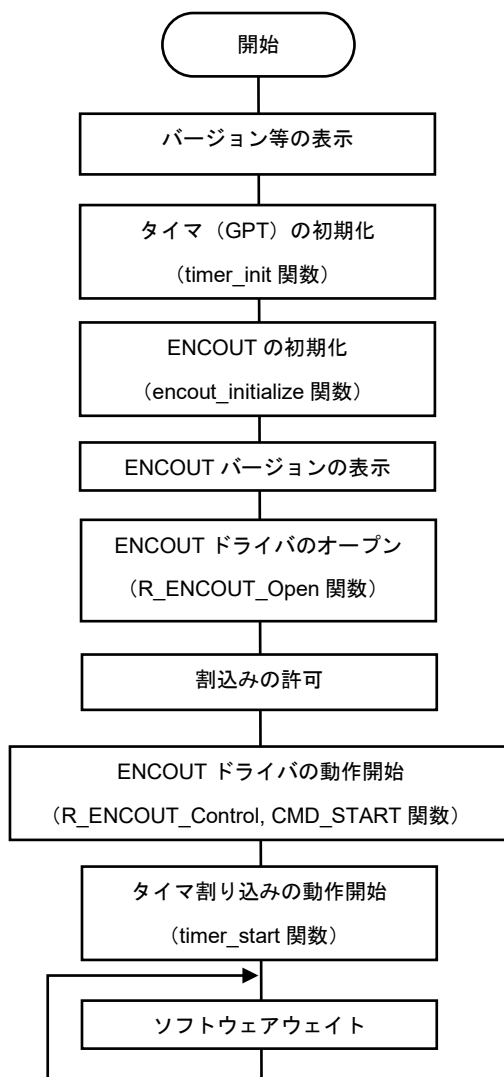 開始
バージョン等の表示
タイマ（GPT）の初期化
（timer_init 関数）
ENCOUT の初期化
（encout_initialize 関数）
ENCOUT バージョンの表示
ENCOUT ドライバのオープン
（R_ENCOUT_Open 関数）
割込みの許可
ENCOUT ドライバの動作開始
（R_ENCOUT_Control, CMD_START 関数）
タイマ割り込みの動作開始
（timer_start 関数）
ソフトウェアウェイト